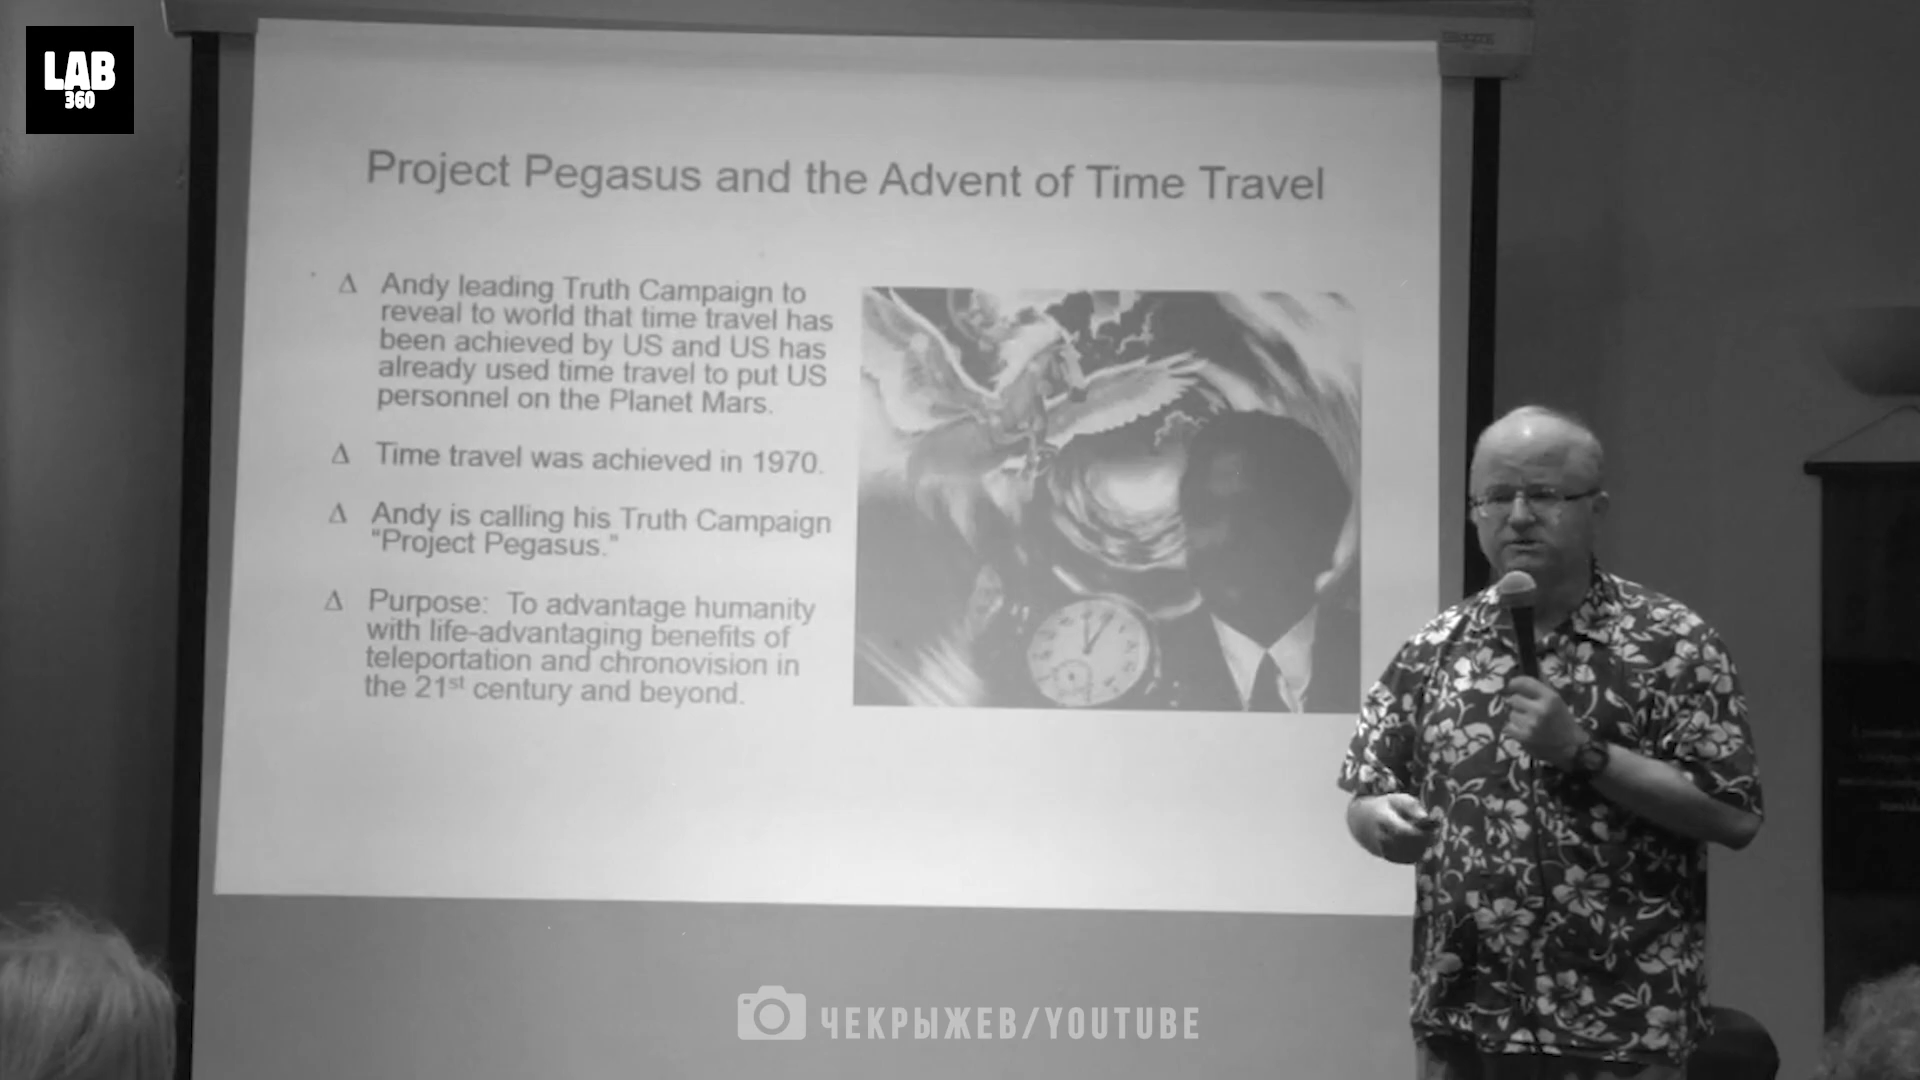 LAB
360
Project Pegasus and the Advent of Time Travel
Δ Andy leading Truth Campaign to
reveal to world that time travel has
been achieved by US and US has
already used time travel to put US
personnel on the Planet Mars.
Δ Time travel was achieved in 1970.
Δ Andy is calling his Truth Campaign
"Project Pegasus."
Δ Purpose: To advantage humanity
with life-advantaging benefits of
teleportation and chronovision in
the 21st century and beyond.
ЧЕКРЫЖЕВ/YOUTUBE